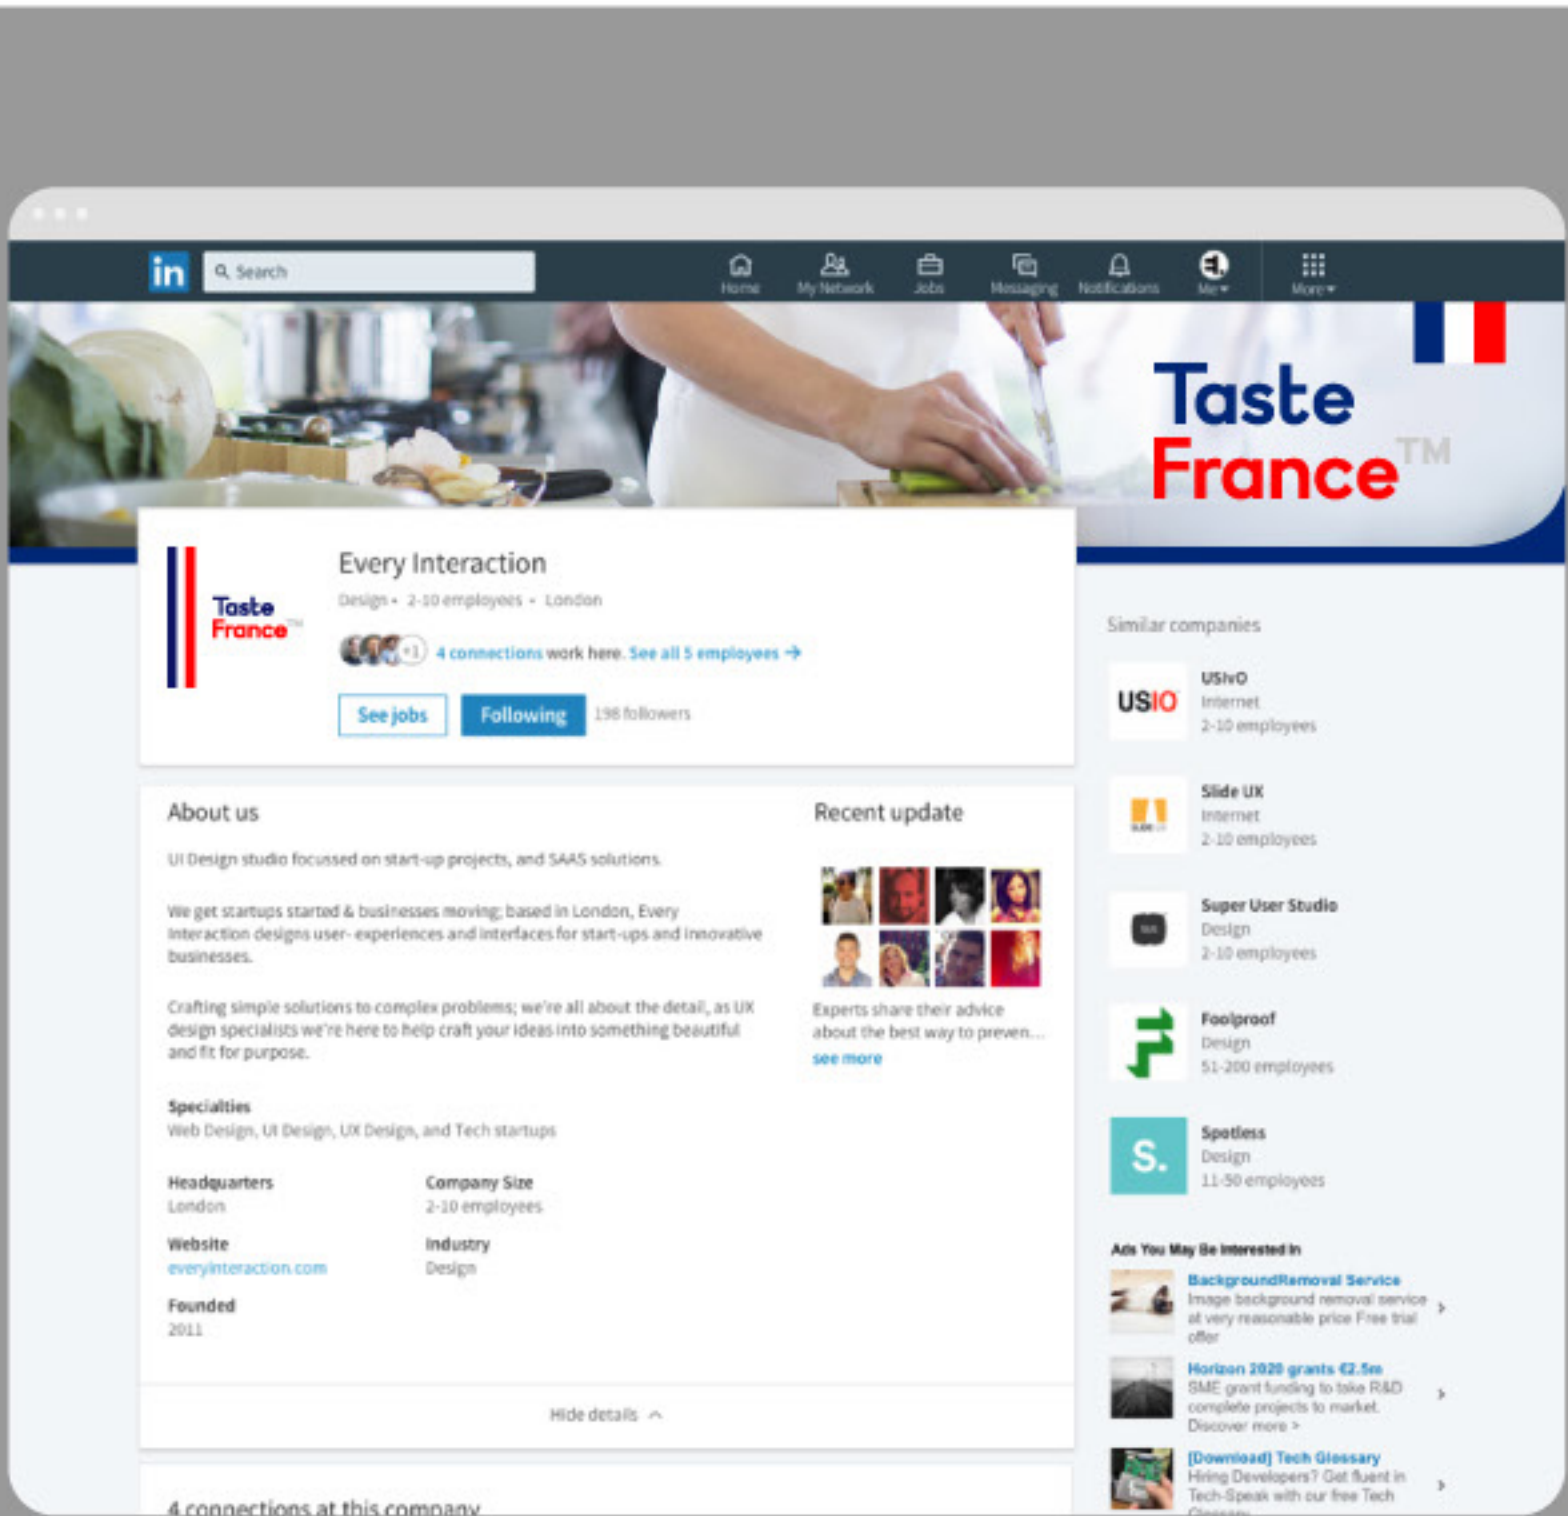 in
Search
Home
My Network
Jobs
Messaging
Notifications
Me
More
Taste
France™
Taste
France™
Every Interaction
Design • 2-10 employees • London
+1
4 connections work here. See all 5 employees →
See jobs
Following
198 followers
About us
UI Design studio focussed on start-up projects, and SAAS solutions.
We get startups started & businesses moving; based in London, Every
Interaction designs user- experiences and interfaces for start-ups and innovative
businesses.
Crafting simple solutions to complex problems; we're all about the detail, as UX
design specialists we're here to help craft your ideas into something beautiful
and fit for purpose.
Specialties
Web Design, UI Design, UX Design, and Tech startups
Headquarters
London
Company Size
2-10 employees
Website
everyinteraction.com
Industry
Design
Founded
2011
Hide details
4 connections at this company
Recent update
Experts share their advice
about the best way to preven...
see more
Similar companies
USIO
USIvO
Internet
2-10 employees
Slide UX
Internet
2-10 employees
Super User Studio
Design
2-10 employees
Foolproof
Design
51-200 employees
S.
Spotless
Design
11-50 employees
Ads You May Be Interested In
BackgroundRemoval Service
Image background removal service
at very reasonable price Free trial
offer
Horizon 2020 grants €2.5m
SME grant funding to take R&D
complete projects to market.
Discover more >
[Download] Tech Glossary
Hiring Developers? Get fluent in
Tech-Speak with our free Tech
Glossary